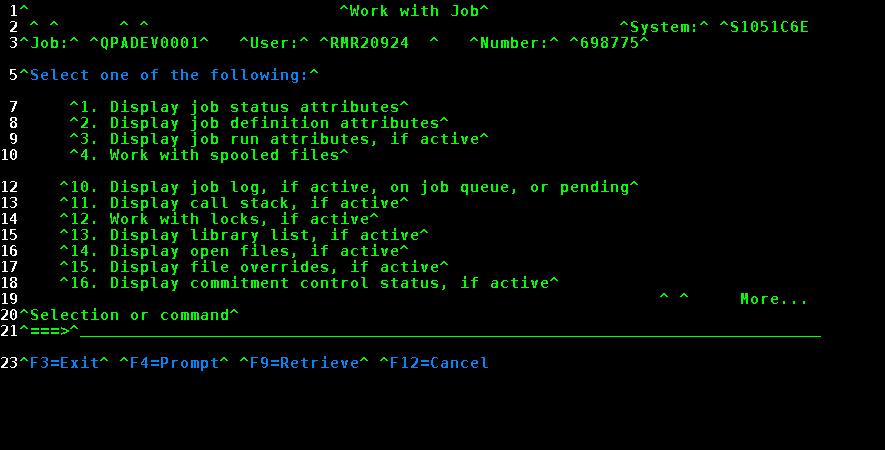 1^ ^Work with Job^
2 ^ ^ ^ ^ ^System:^ ^S1051C6E
3^Job:^ ^QPADEV0001^ ^User:^ ^RMR20924 ^ ^Number:^ ^698775^
5^Select one of the following:^
7 ^1. Display job status attributes^
8 ^2. Display job definition attributes^
9 ^3. Display job run attributes, if active^
10 ^4. Work with spooled files^
12 ^10. Display job log, if active, on job queue, or pending^
13 ^11. Display call stack, if active^
14 ^12. Work with locks, if active^
15 ^13. Display library list, if active^
16 ^14. Display open files, if active^
17 ^15. Display file overrides, if active^
18 ^16. Display commitment control status, if active^
19 ^ ^ More...
20^Selection or command^
21^===>^__________________________________________________________________________
23^F3=Exit^ ^F4=Prompt^ ^F9=Retrieve^ ^F12=Cancel